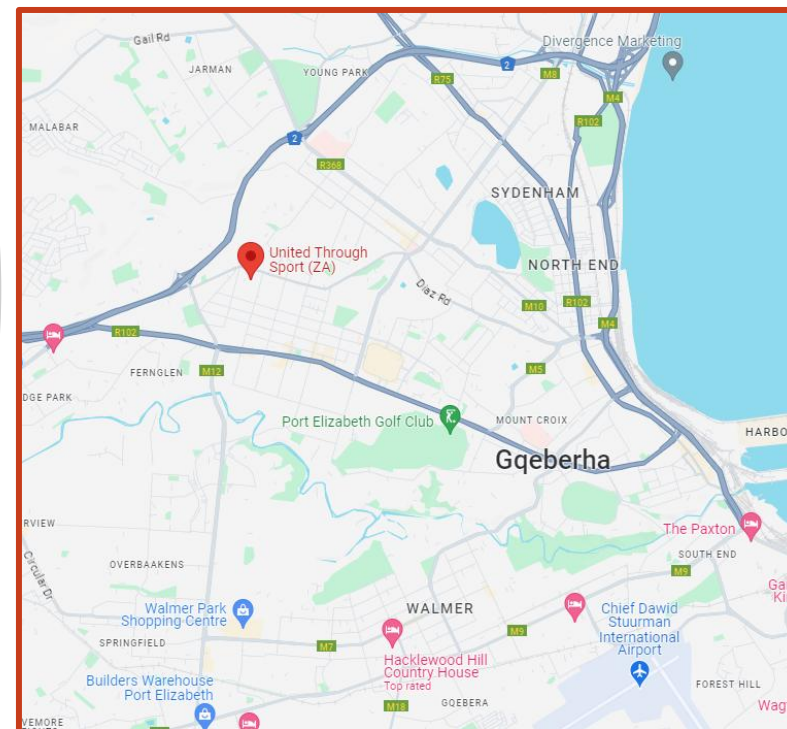 Gail Rd
Divergence Marketing
JARMAN
YOUNG PARK
2
R75
M8
M4
MALABAR
2
R102
R368
SYDENHAM
United Through
Sport (ZA)
NORTH END
Diaz Rd
M10
R102
M4
R102
M5
FERNGLEN
M12
DGE PARK
Port Elizabeth Golf Club
MOUNT CROIX
HARBO
Gqeberha
RVIEW
The Paxton
SOUTH END
OVERBAAKENS
M9
Circular Dr
Ga
Ki
Walmer Park
Shopping Centre
WALMER
Chief Dawid
Stuurman
International
Airport
M9
SPRINGFIELD
M7
Hacklewood Hill
Country House
Top rated
Builders Warehouse
Port Elizabeth
FOREST HILL
M18
GQEBERA
Wag
VEMORE